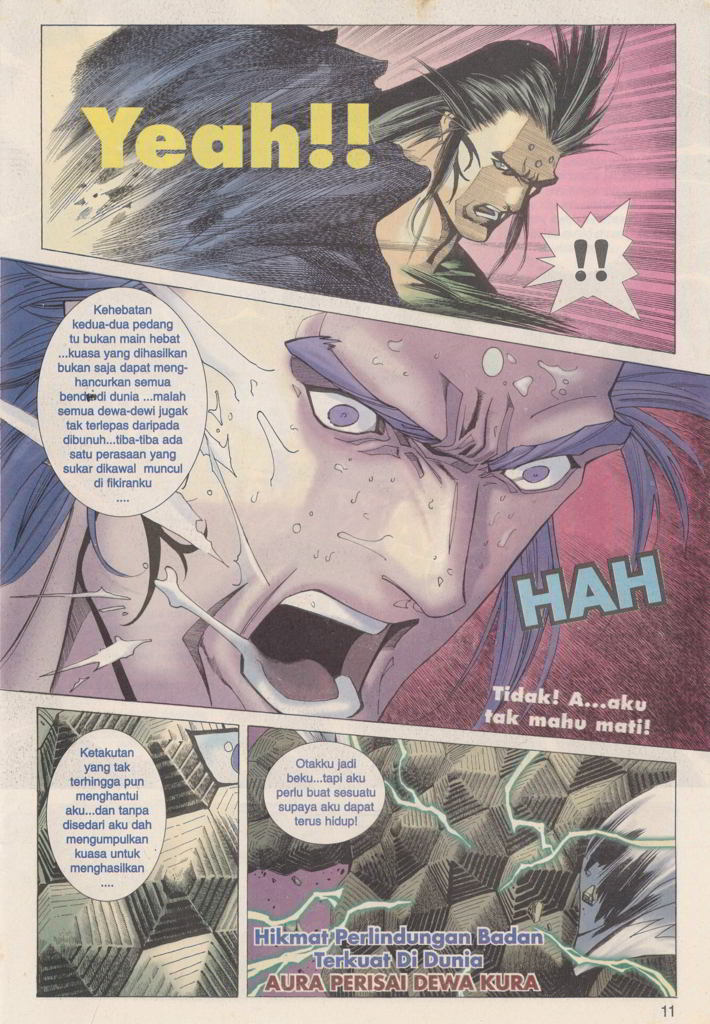 Yeah!!
!!
Kehebatan
kedua-dua pedang
tu bukan main hebat
...kuasa yang dihasilkan
bukan saja dapat meng-
hancurkan semua
benda di dunia ...malah
semua dewa-dewi jugak
tak terlepas daripada
dibunuh...tiba-tiba ada
satu perasaan yang
sukar dikawal muncul
di fikiranku
....
HAH
Tidak! A...aku
tak mahu mati!
Ketakutan
yang tak
terhingga pun
menghantui
aku...dan tanpa
disedari aku dah
mengumpulkan
kuasa untuk
menghasilkan
....
Otakku jadi
beku...tapi aku
perlu buat sesuatu
supaya aku dapat
terus hidup!
Hikmat Perlindungan Badan
Terkuat Di Dunia
AURA PERISAI DEWA KURA
11